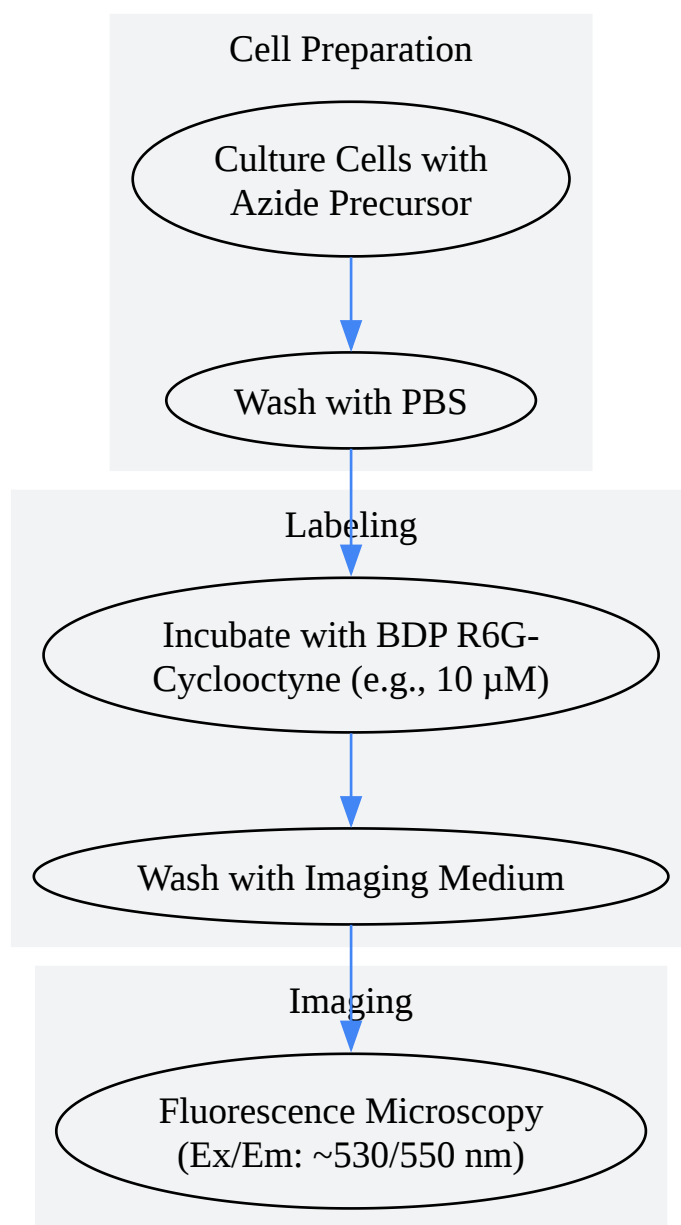 Cell Preparation
Culture Cells with
Azide Precursor
Wash with PBS
Labeling
Incubate with BDP R6G-
Cyclooctyne (e.g., 10 µM)
Wash with Imaging Medium
Imaging
Fluorescence Microscopy
(Ex/Em: ~530/550 nm)